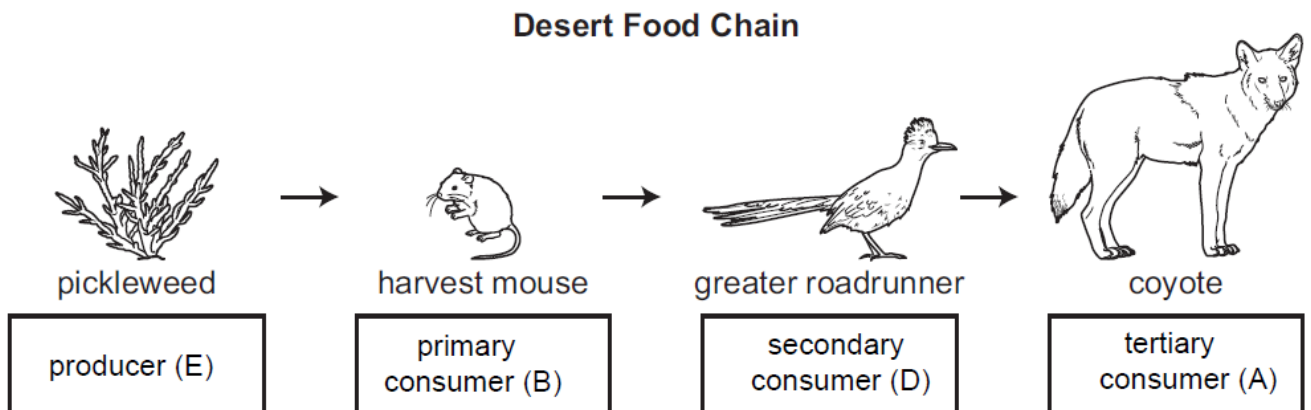 Desert Food Chain
pickleweed
harvest mouse
greater roadrunner
coyote
producer (E)
primary
consumer (B)
secondary
consumer (D)
tertiary
consumer (A)